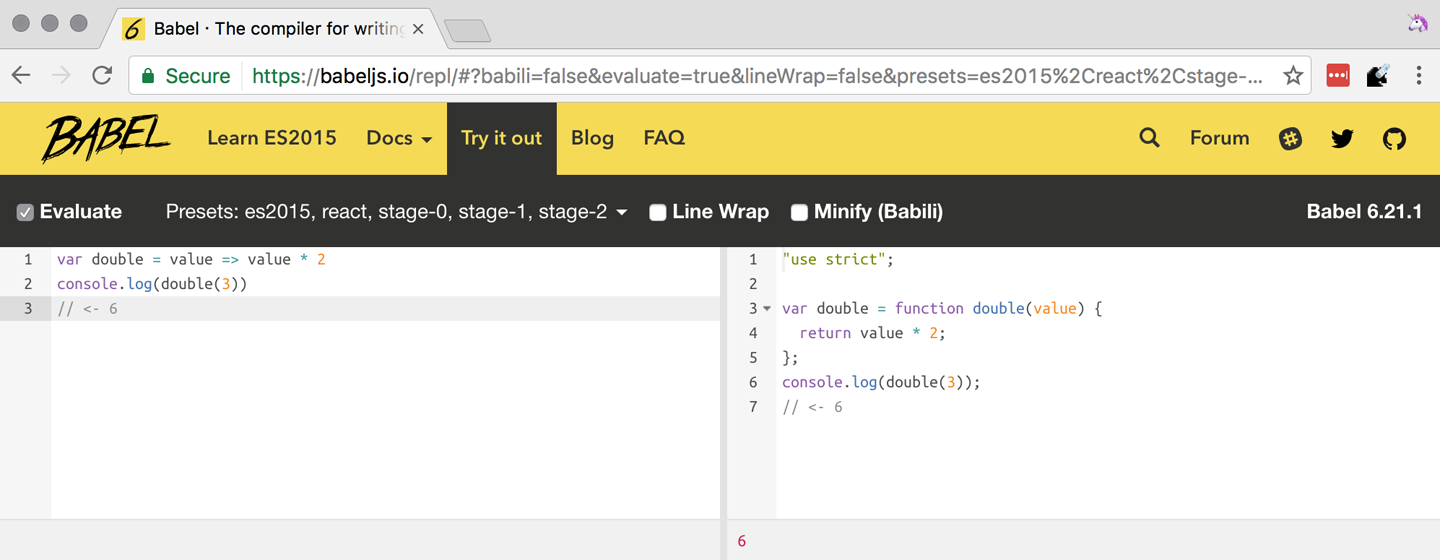 6 Babel · The compiler for writing
Secure https://babeljs.io/repl/#?babili=false&evaluate=true&lineWrap=false&presets=es2015%2Creact%2Cstage-...
BABEL Learn ES2015 Docs Try it out Blog FAQ Forum
Evaluate Presets: es2015, react, stage-0, stage-1, stage-2 Line Wrap Minify (Babili) Babel 6.21.1
1 var double = value => value * 2
2 console.log(double(3))
3 // <- 6
1 "use strict";
2
3 var double = function double(value) {
4 return value * 2;
5 };
6 console.log(double(3));
7 // <- 6
6